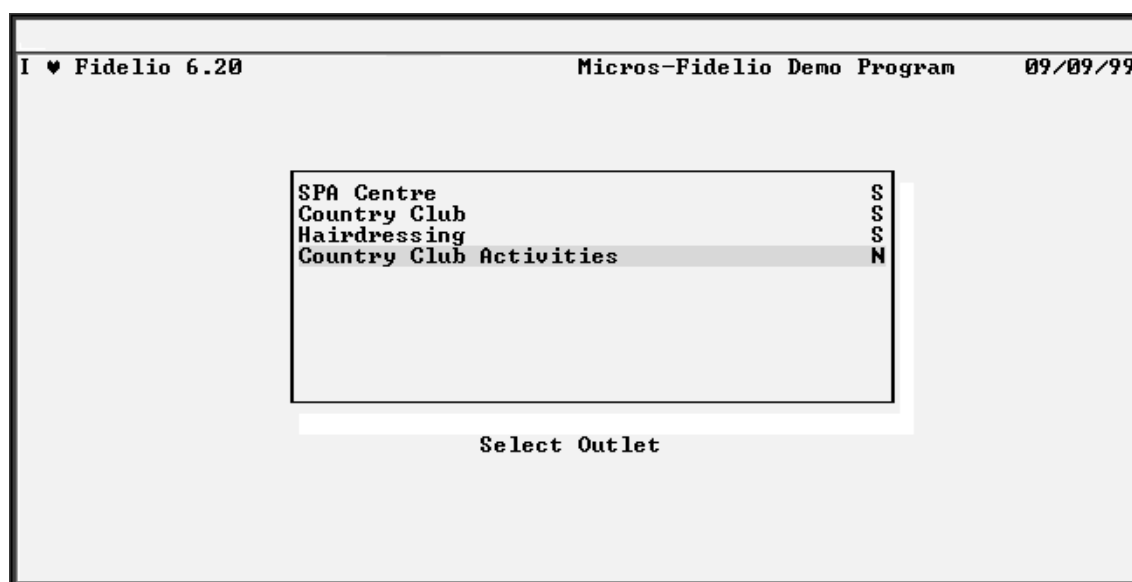 I ♥ Fidelio 6.20 Micros-Fidelio Demo Program 09/09/99
SPA Centre S
Country Club S
Hairdressing S
Country Club Activities N
Select Outlet